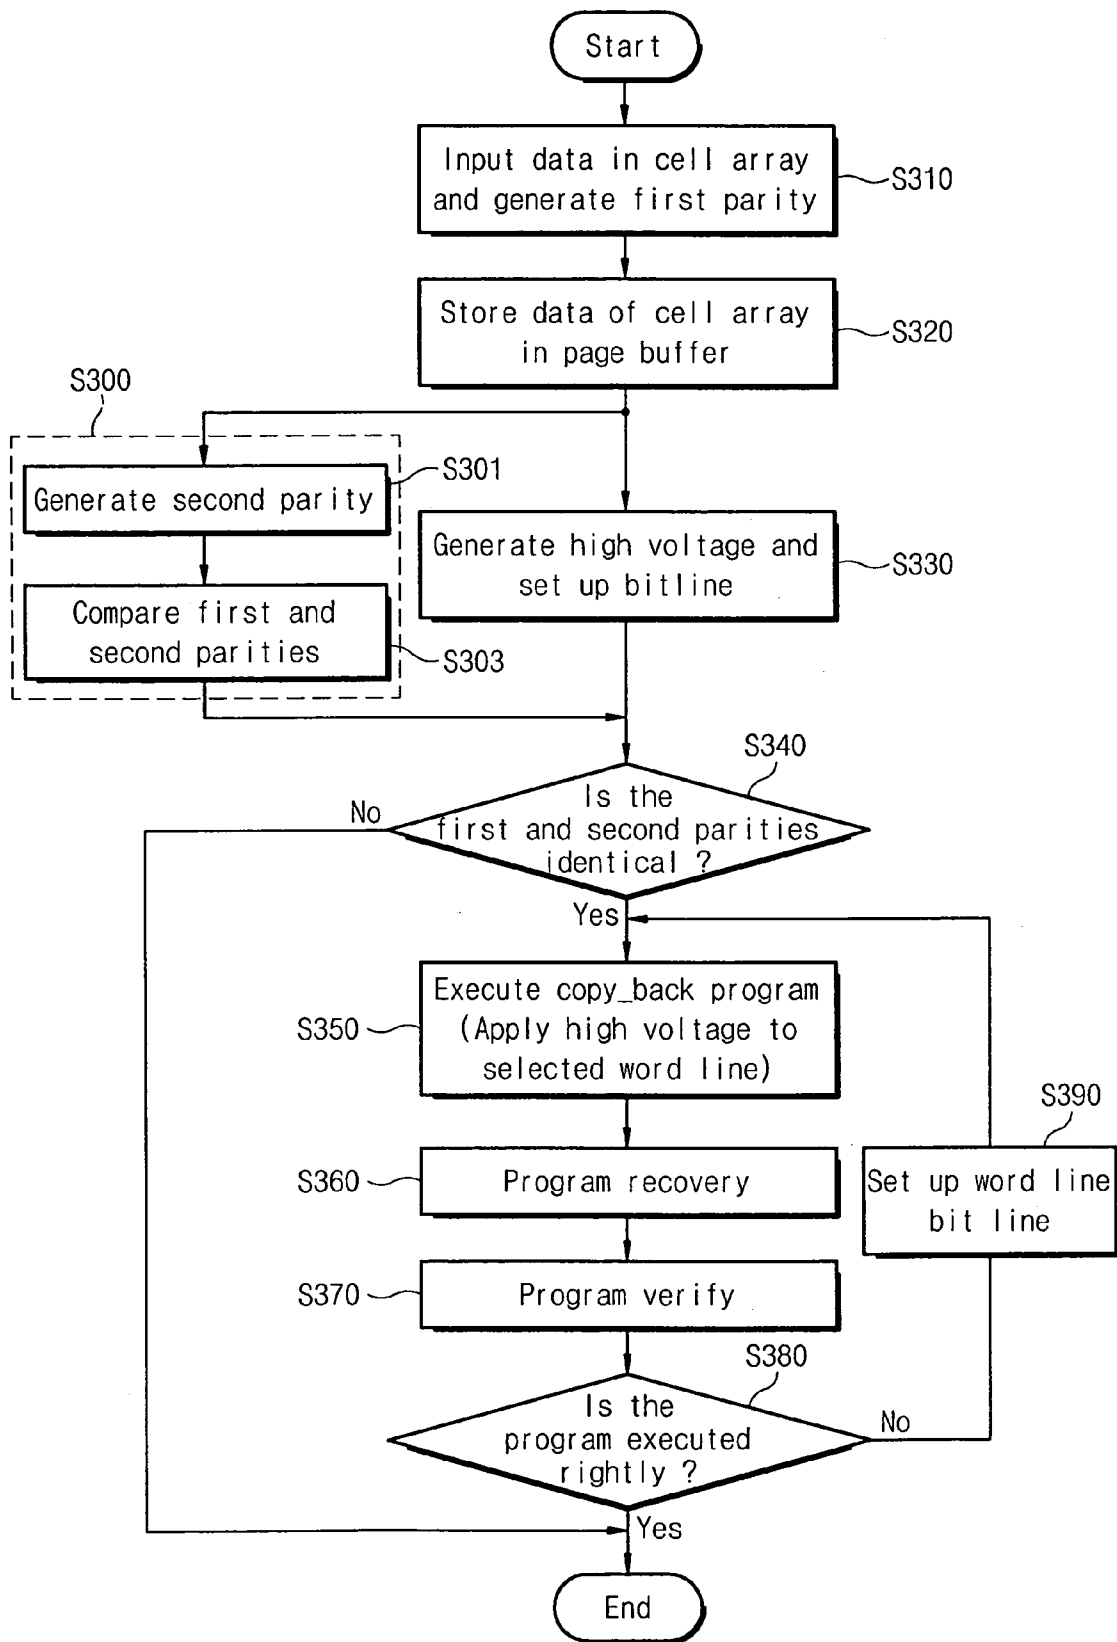 Start
Input data in cell array
and generate first parity
S310
Store data of cell array
in page buffer
S320
S300
Generate second parity
S301
Compare first and
second parities
S303
Generate high voltage and
set up bitline
S330
S340
Is the
first and second parities
identical ?
No
Yes
Execute copy_back program
(Apply high voltage to
selected word line)
S350
S390
Set up word line
bit line
S360
Program recovery
S370
Program verify
S380
Is the
program executed
rightly ?
No
Yes
End